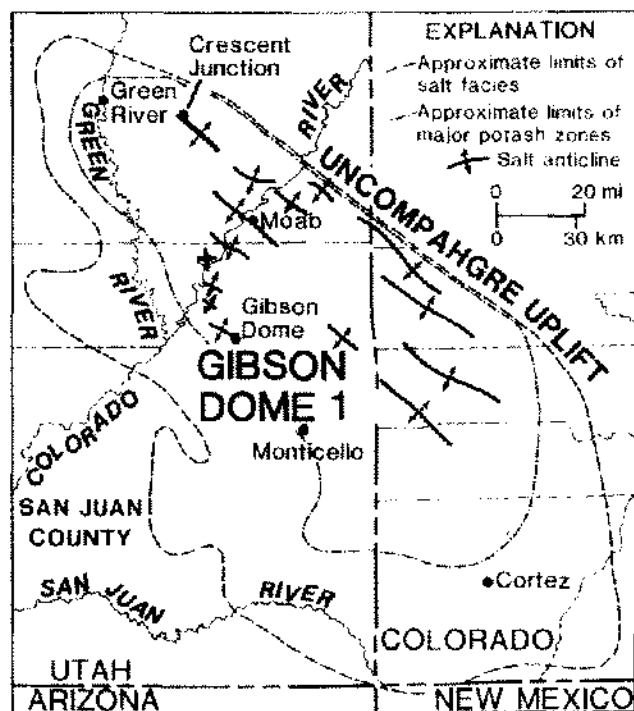 EXPLANATION
Approximate limits of
salt facies
Approximate limits of
major potash zones
Salt anticline
0 20 mi
0 30 km
Crescent
Junction
Green
River
GREEN
RIVER
RIVER
UNCOMPAHGRE UPLIFT
Moab
Gibson
Dome
GIBSON
DOME 1
COLORADO
Monticello
SAN JUAN
COUNTY
SAN JUAN
RIVER
Cortez
COLORADO
UTAH
ARIZONA
NEW MEXICO